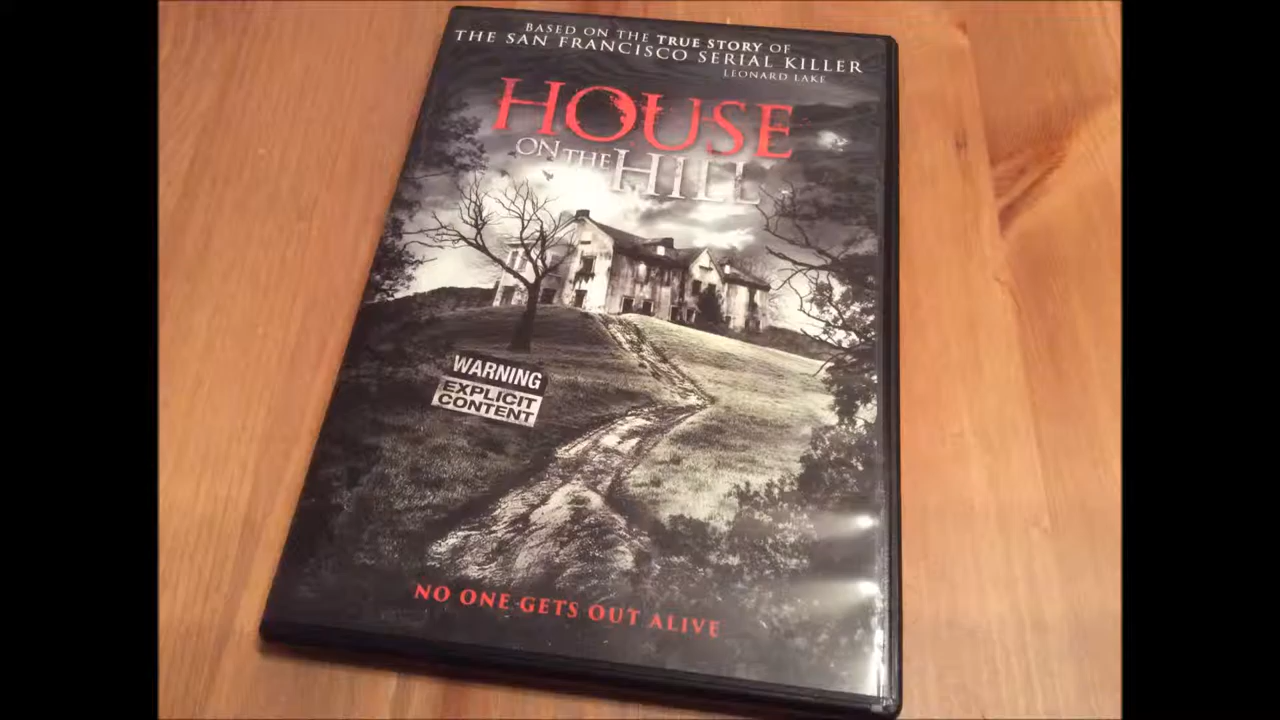 BASED ON THE TRUE STORY OF
THE SAN FRANCISCO SERIAL KILLER
LEONARD LAKE
HOUSE
ON THE HILL
WARNING
EXPLICIT
CONTENT
NO ONE GETS OUT ALIVE